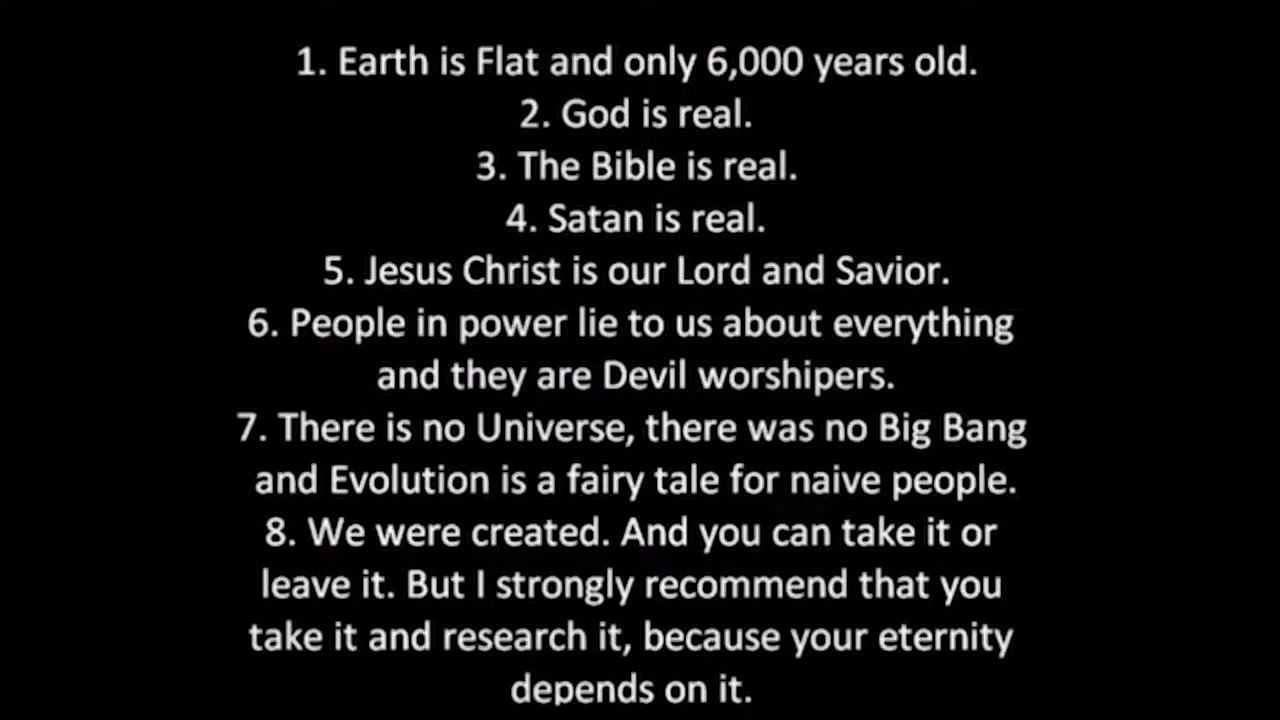 1. Earth is Flat and only 6,000 years old.
2. God is real.
3. The Bible is real.
4. Satan is real.
5. Jesus Christ is our Lord and Savior.
6. People in power lie to us about everything
and they are Devil worshipers.
7. There is no Universe, there was no Big Bang
and Evolution is a fairy tale for naive people.
8. We were created. And you can take it or
leave it. But I strongly recommend that you
take it and research it, because your eternity
depends on it.